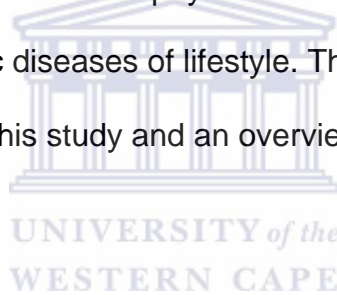 diseases of lifestyle. Th
his study and an overvie
UNIVERSITY of the
WESTERN CAPE